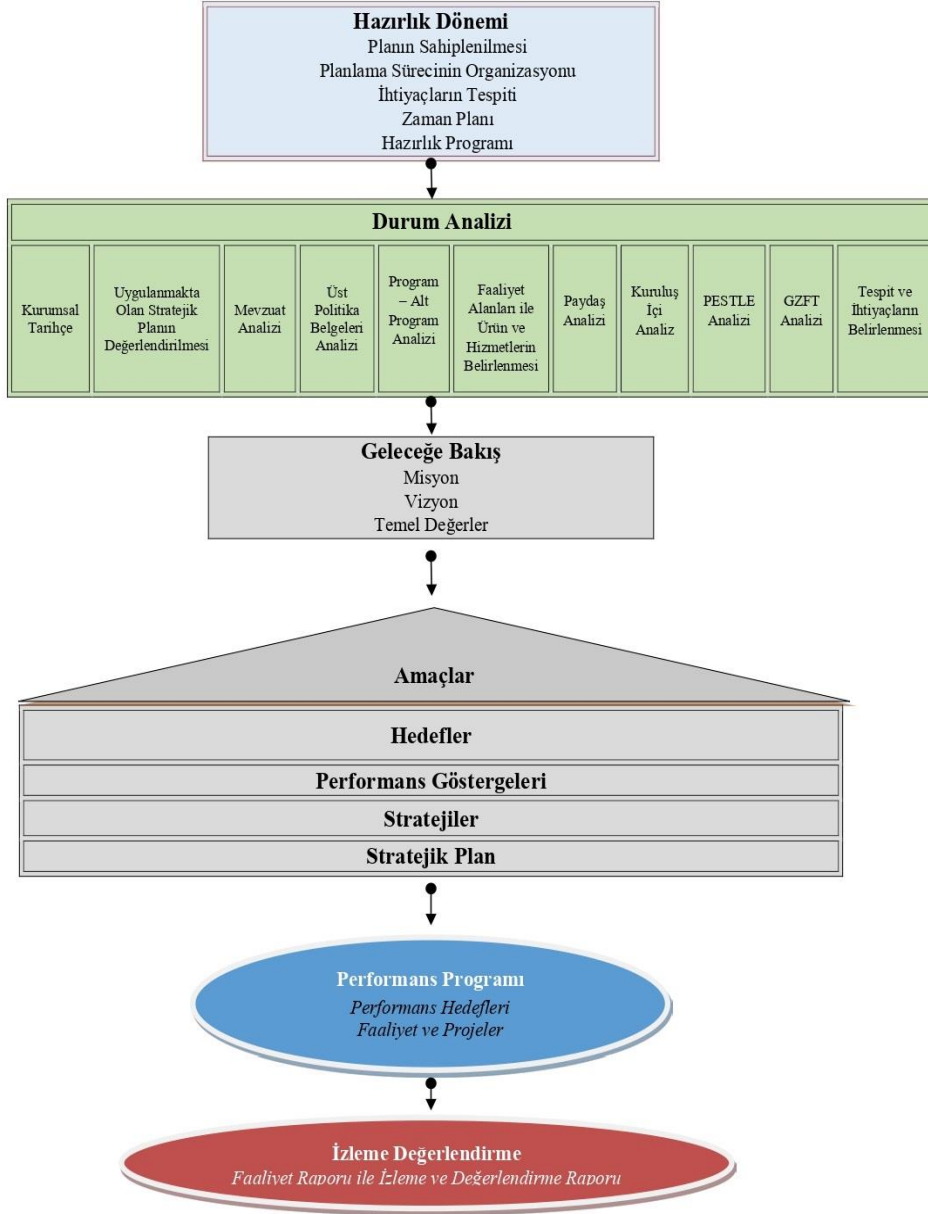 Hazırlık Dönemi
Planın Sahiplenilmesi
Planlama Sürecinin Organizasyonu
İhtiyaçların Tespiti
Zaman Planı
Hazırlık Programı
Durum Analizi
Kurumsal
Tarihçe
Uygulanmakta
Olan Stratejik
Planın
Değerlendirilmesi
Mevzuat
Analizi
Üst
Politika
Belgeleri
Analizi
Program
– Alt
Program
Analizi
Faaliyet
Alanları ile
Ürün ve
Hizmetlerin
Belirlenmesi
Paydaş
Analizi
Kuruluş
İçi
Analiz
PESTLE
Analizi
GZFT
Analizi
Tespit ve
İhtiyaçların
Belirlenmesi
Geleceğe Bakış
Misyon
Vizyon
Temel Değerler
Amaçlar
Hedefler
Performans Göstergeleri
Stratejiler
Stratejik Plan
Performans Programı
Performans Hedefleri
Faaliyet ve Projeler
İzleme Değerlendirme
Faaliyet Raporu ile İzleme ve Değerlendirme Raporu